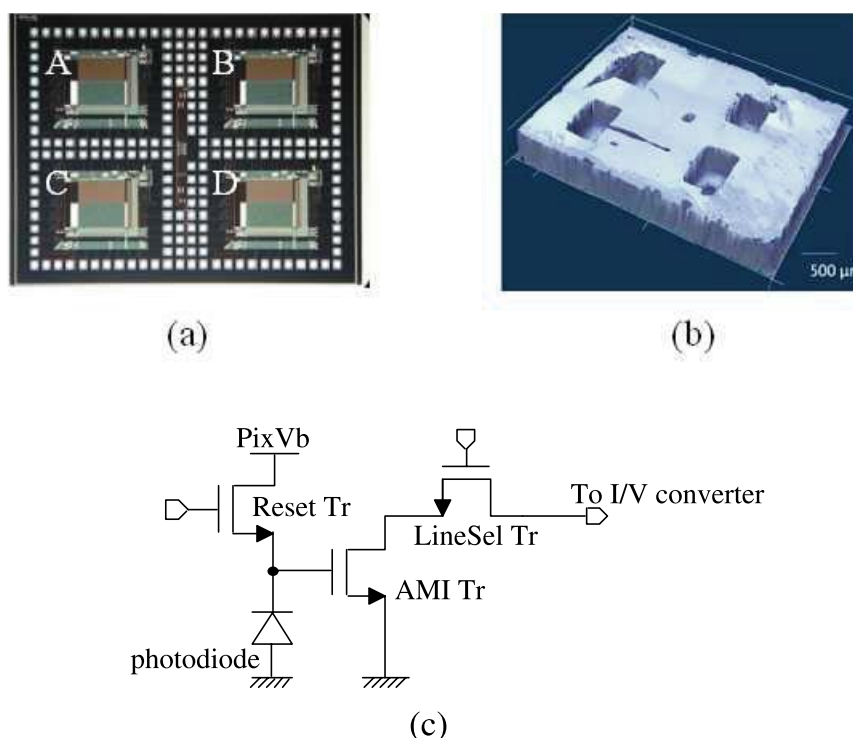 A
B
C
D
500 μm
(a)
(b)
PixVb
Reset Tr
To I/V converter
LineSel Tr
AMI Tr
photodiode
(c)